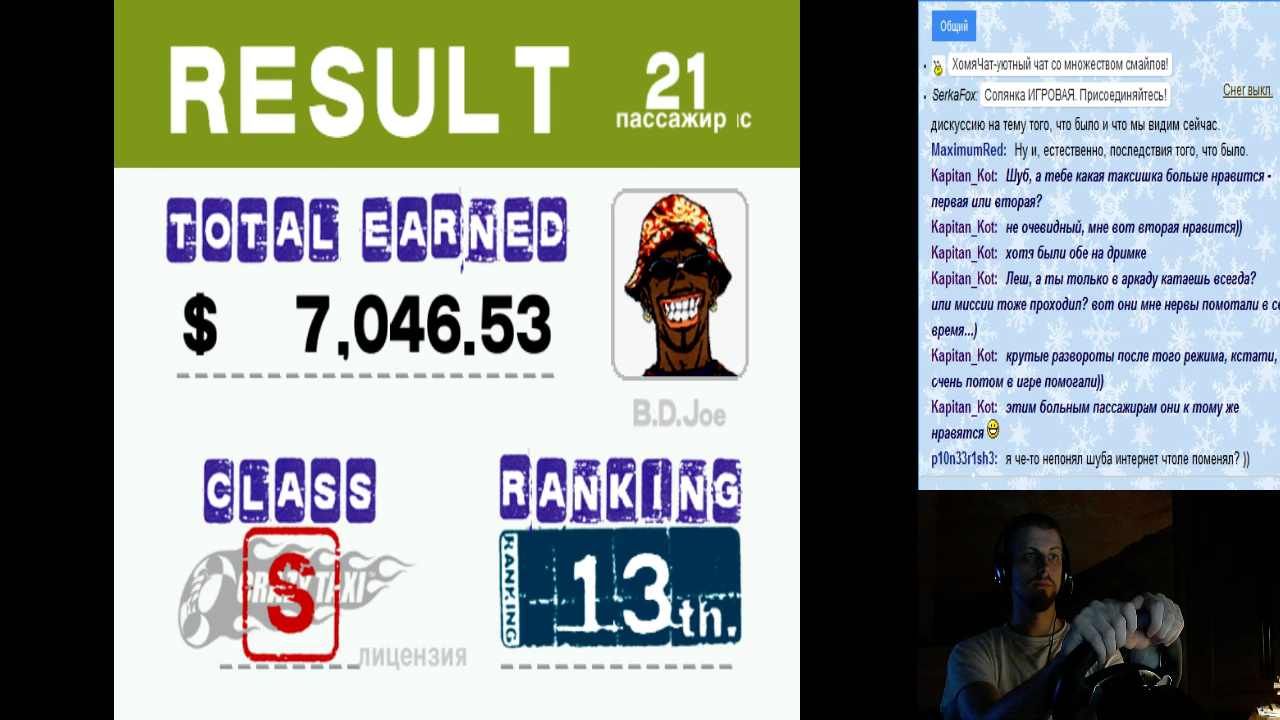 RESULT
21
пассажир
TOTAL EARNED
$ 7,046.53
B.D.Joe
CLASS
RANKING
S
CRAZY TAXI
лицензия
RANKING
13th.
Общий
ХомяЧат-уютный чат со множеством смайлов!
SerkaFox: Солянка ИГРОВАЯ. Присоединяйтесь!
Снег выкл.
дискуссию на тему того, что было и что мы видим сейчас.
MaximumRed: Ну и, естественно, последствия того, что было.
Kapitan_Kot: Шуб, а тебе какая таксишка больше нравится -
первая или вторая?
Kapitan_Kot: не очевидный, мне вот вторая нравится))
Kapitan_Kot: хотя были обе на дримке
Kapitan_Kot: Леш, а ты только в аркаду катаешь всегда?
или миссии тоже проходил? вот они мне нервы помотали в
время...)
Kapitan_Kot: крутые развороты после того режима, кстати,
очень потом в игре помогали))
Kapitan_Kot: этим больным пассажирам они к тому же
нравятся
p10n33r1sh3: я че-то непонял шуба интернет чтоле поменял? ))